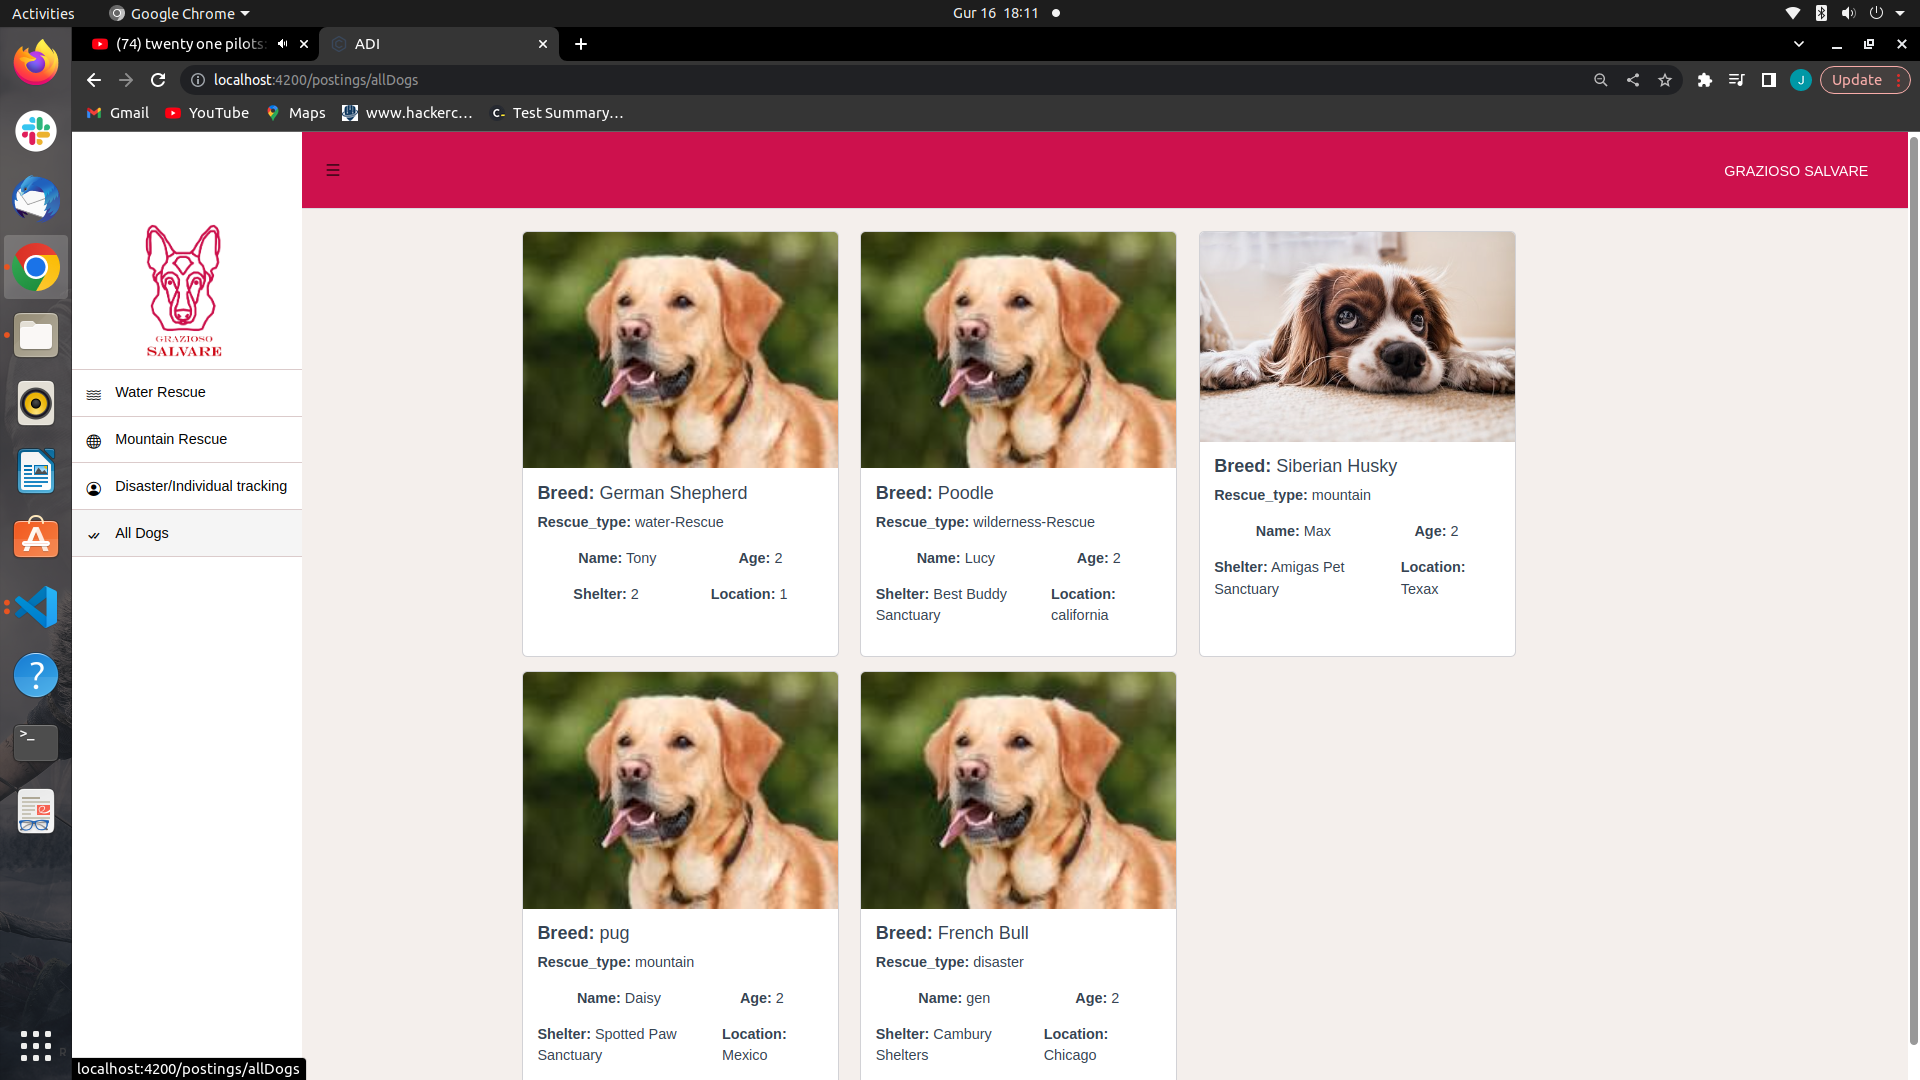 Activities
Google Chrome
Gur 16 18:11
(74) twenty one pilots:
ADI
localhost:4200/postings/allDogs
J
Update
Gmail
YouTube
Maps
www.hackerc...
Test Summary...
GRAZIOSO SALVARE
GRAZIOSO
SALVARE
Water Rescue
Mountain Rescue
Disaster/Individual tracking
All Dogs
Breed: German Shepherd
Rescue_type: water-Rescue
Name: Tony Age: 2
Shelter: 2 Location: 1
Breed: Poodle
Rescue_type: wilderness-Rescue
Name: Lucy Age: 2
Shelter: Best Buddy Location:
Sanctuary california
Breed: Siberian Husky
Rescue_type: mountain
Name: Max Age: 2
Shelter: Amigas Pet Location:
Sanctuary Texax
Breed: pug
Rescue_type: mountain
Name: Daisy Age: 2
Shelter: Spotted Paw Location:
Sanctuary Mexico
Breed: French Bull
Rescue_type: disaster
Name: gen Age: 2
Shelter: Cambury Location:
Shelters Chicago
localhost:4200/postings/allDogs